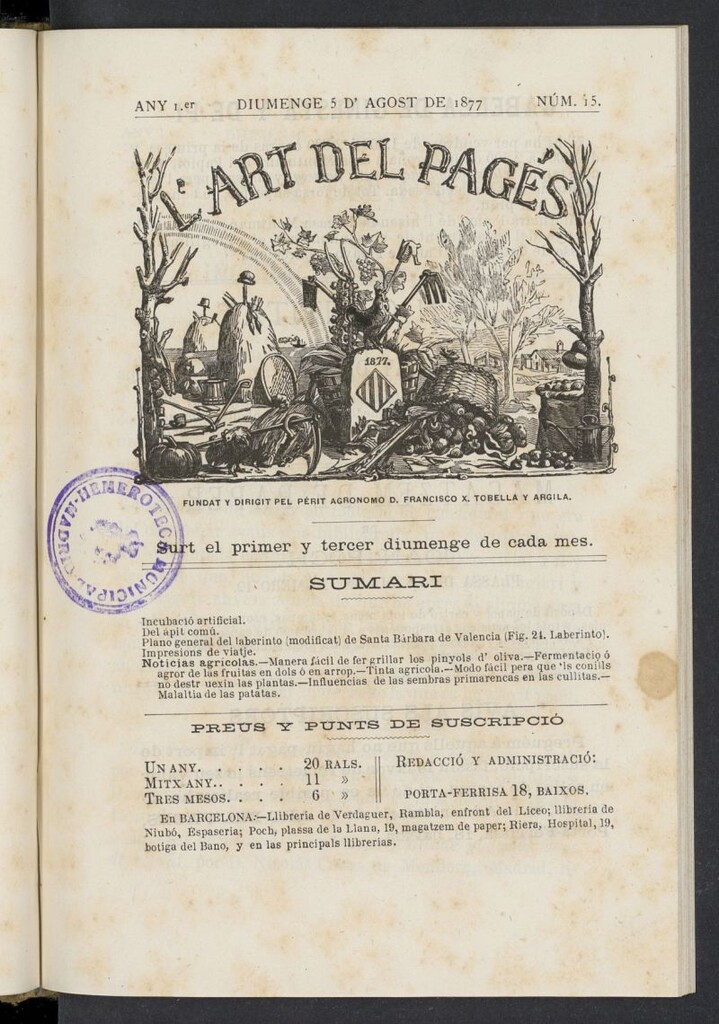 ANY 1.er DIUMENGE 5 D' AGOST DE 1877 NÚM. 15.
L' ART DEL PAGÉS
1877.
FUNDAT Y DIRIGIT PEL PÉRIT AGRONOMO D. FRANCISCO X. TOBELLA Y ARGILA.
HEMEROTECA MUNICIPAL
Surt el primer y tercer diumenge de cada mes.
SUMARI
Incubació artificial.
Del ápit comú.
Plano general del laberinto (modificat) de Santa Bárbara de Valencia (Fig. 24. Laberinto).
Impresions de viatje.
Noticias agricolas.—Manera fácil de fer grillar los pinyols d' oliva.—Fermentació ó
agror de las fruitas en dols ó en arrop.—Tinta agrícola.—Modo fácil pera que 'ls conills
no destr uexin las plantas.—Influencias de las sembras primarencas en las cullitas.—
Malaltia de las patatas.
PREUS Y PUNTS DE SUSCRIPCIÓ
UN ANY. . . . . . 20 RALS.
MITX ANY. . . . . 11 »
TRES MESOS. . . . 6 »
REDACCIÓ Y ADMINISTRACIÓ:
PORTA-FERRISA 18, BAIXOS.
En BARCELONA:—Llibreria de Verdaguer, Rambla, enfront del Liceo; llibreria de
Niubó, Espaseria; Poch, plassa de la Llana, 19, magatzem de paper; Riera, Hospital, 19,
botiga del Bano, y en las principals llibrerias.